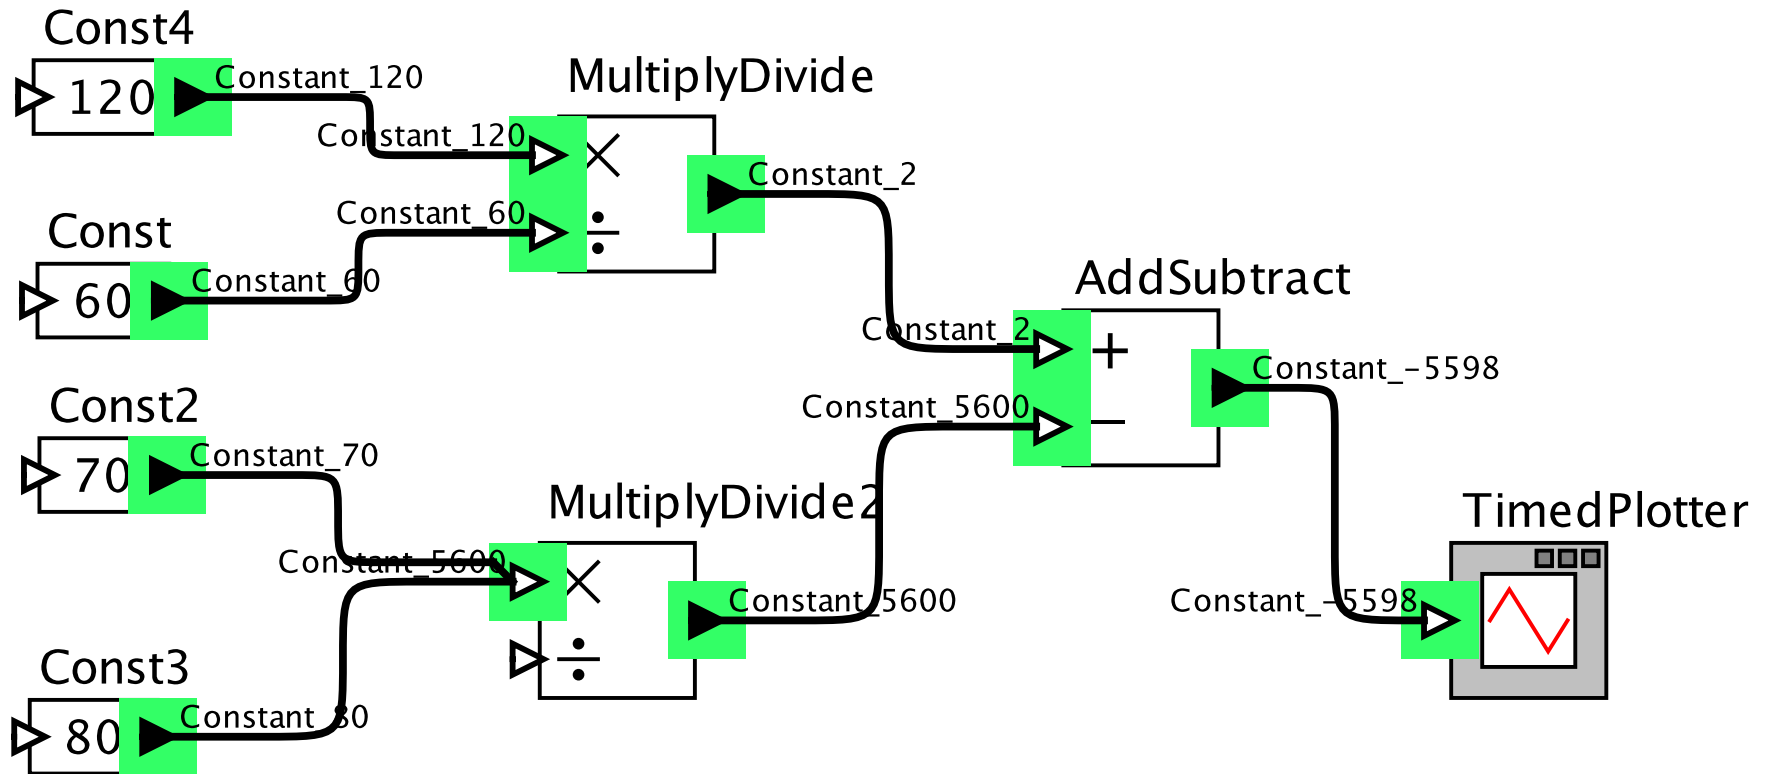 Const4
120
Constant_120
Constant_120
MultiplyDivide
×
÷
Constant_2
Const
60
Constant_60
Constant_60
Const2
70
Constant_70
Const3
80
Constant_80
Constant_5600
MultiplyDivide2
×
÷
Constant_5600
AddSubtract
Constant_2
Constant_5600
+
−
Constant_-5598
TimedPlotter
Constant_-5598